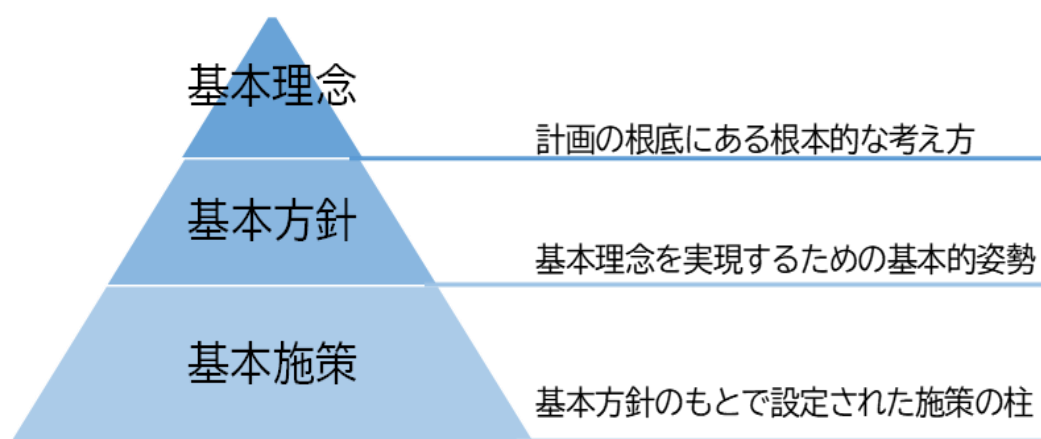 基本理念
計画の根底にある根本的な考え方
基本方針
基本理念を実現するための基本的姿勢
基本施策
基本方針のもとで設定された施策の柱